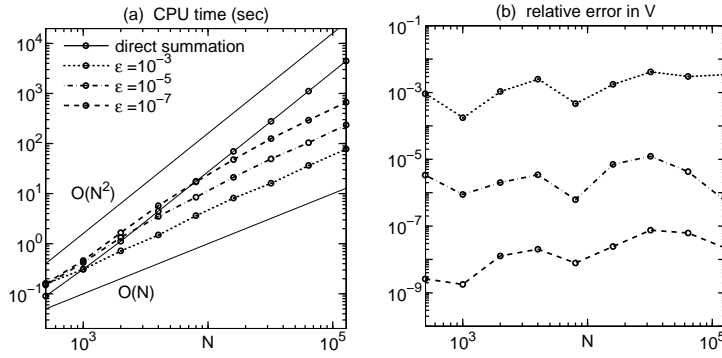 (a) CPU time (sec)
10⁴
10³
10²
10¹
10⁰
10⁻¹
direct summation
ε =10⁻³
ε =10⁻⁵
ε =10⁻⁷
O(N²)
O(N)
10³
N
10⁵
(b) relative error in V
10⁻¹
10⁻³
10⁻⁵
10⁻⁷
10⁻⁹
10³
N
10⁵